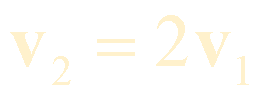 v₂ = 2v₁